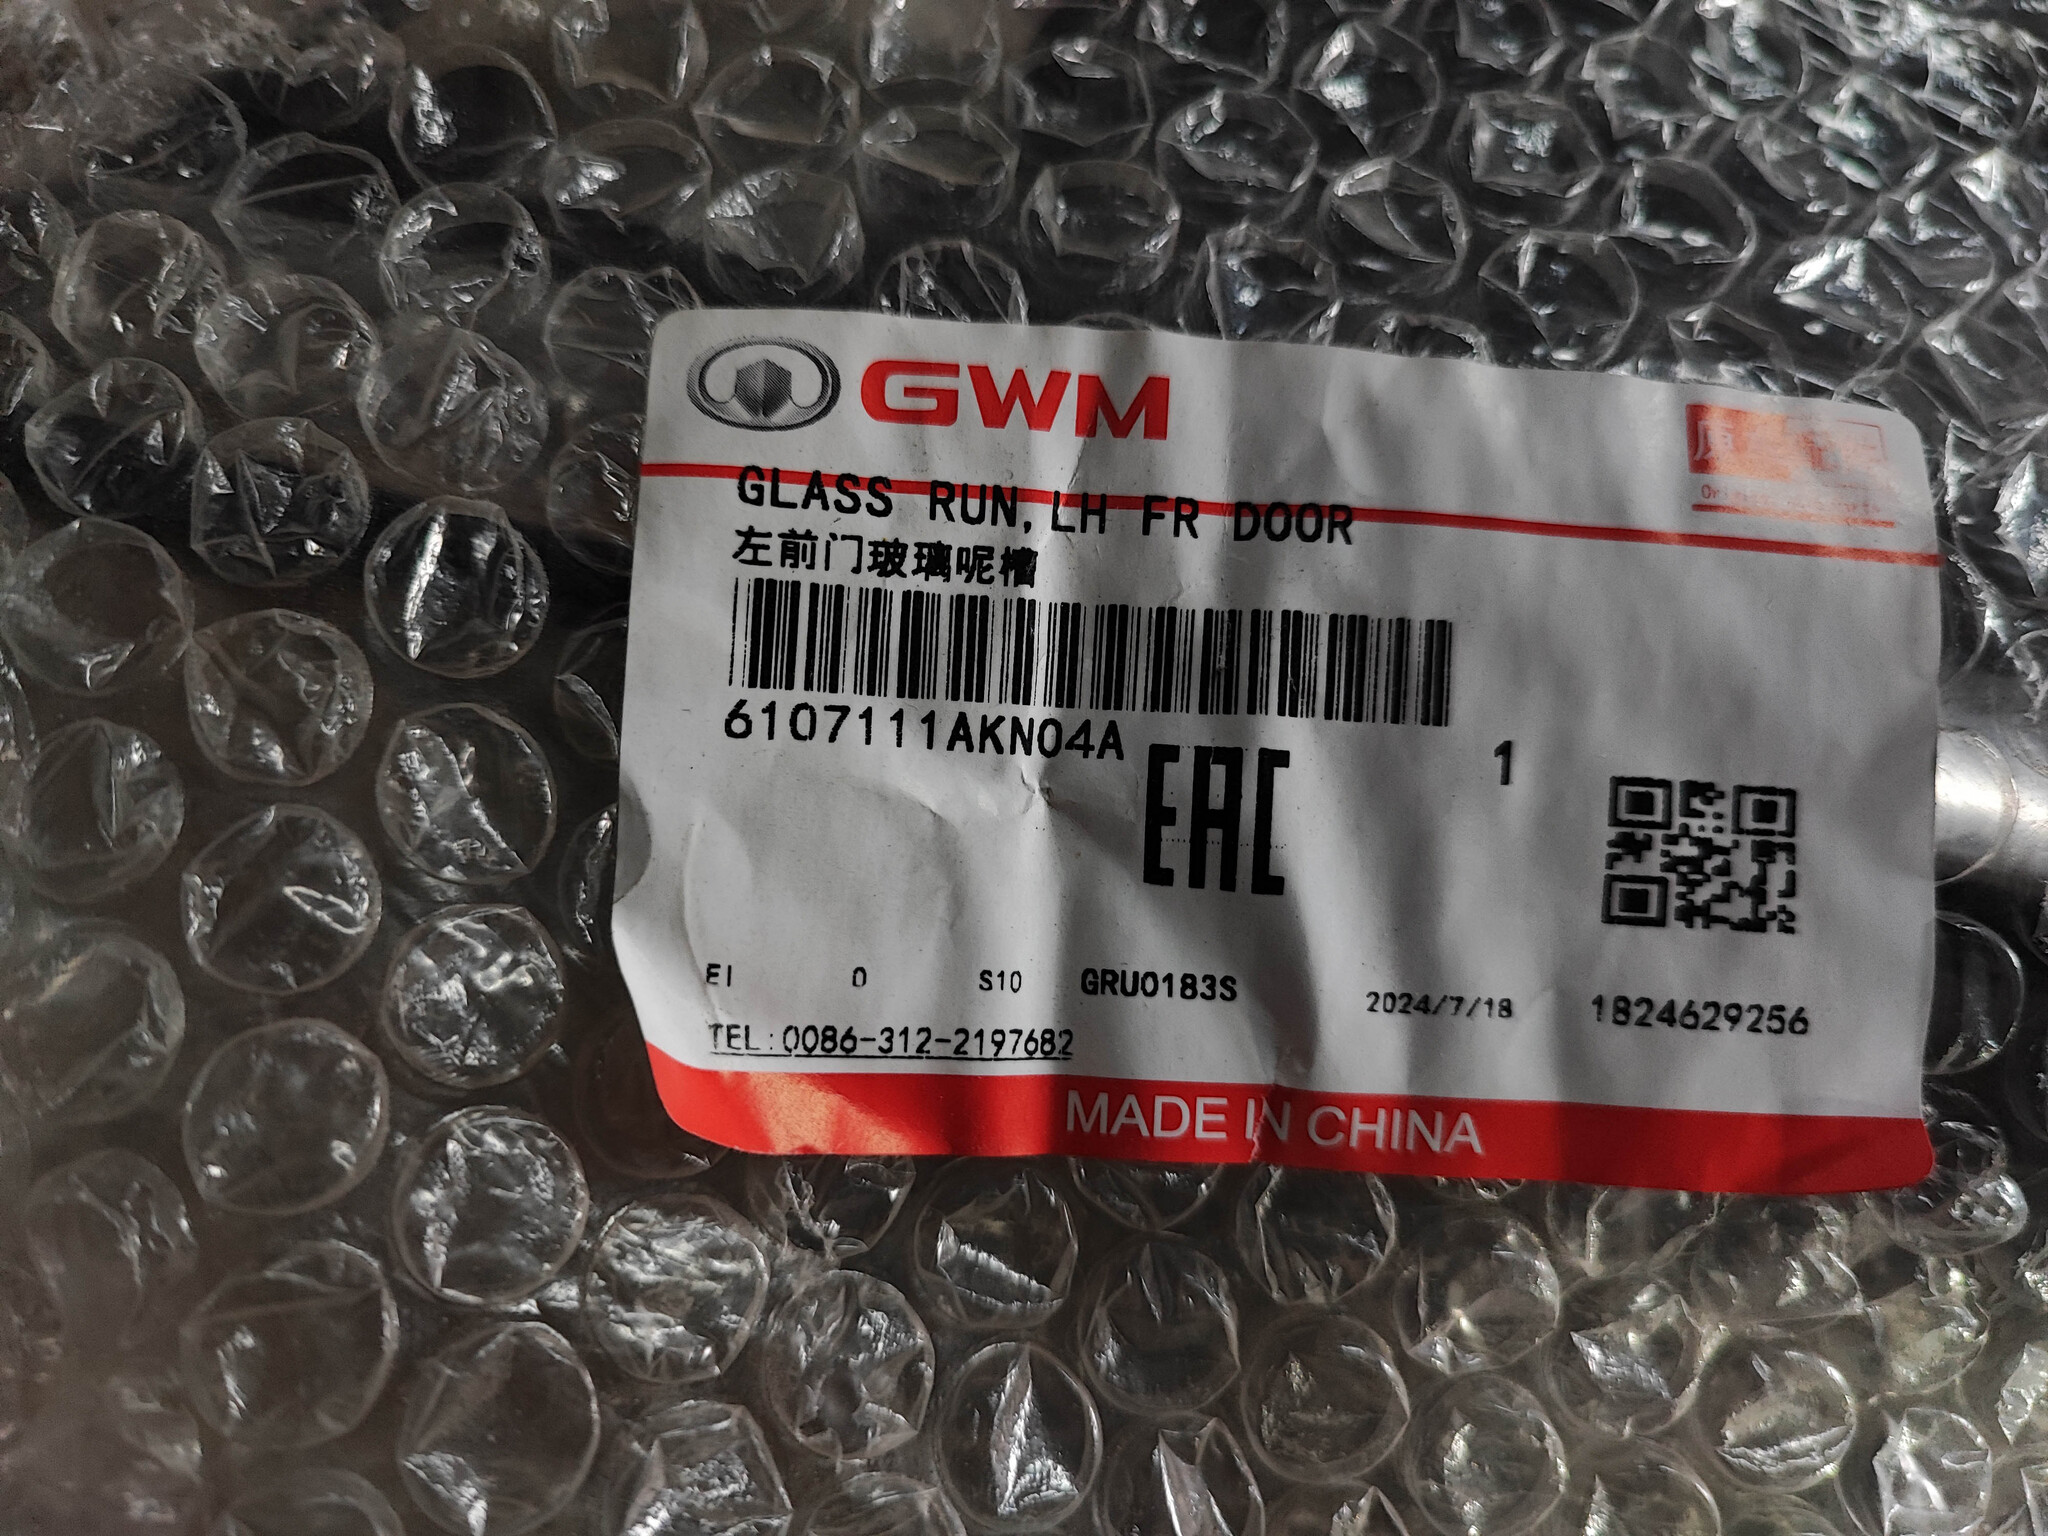 GWM
GLASS RUN, LH FR DOOR
左前门玻璃呢槽
6107111AKN04A
EAC
1
EI 0 S10 GRU0183S 2024/7/18 1824629256
TEL:0086-312-2197682
MADE IN CHINA